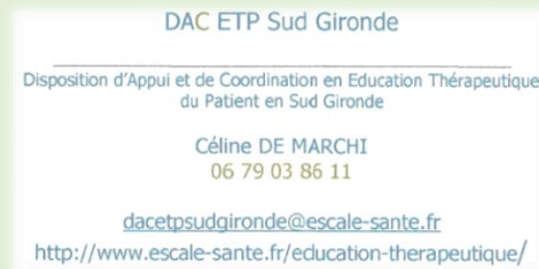 DAC ETP Sud Gironde
Disposition d'Appui et de Coordination en Education Thérapeutique
du Patient en Sud Gironde
Céline DE MARCHI
06 79 03 86 11
dacetpsudgironde@escale-sante.fr
http://www.escale-sante.fr/education-therapeutique/